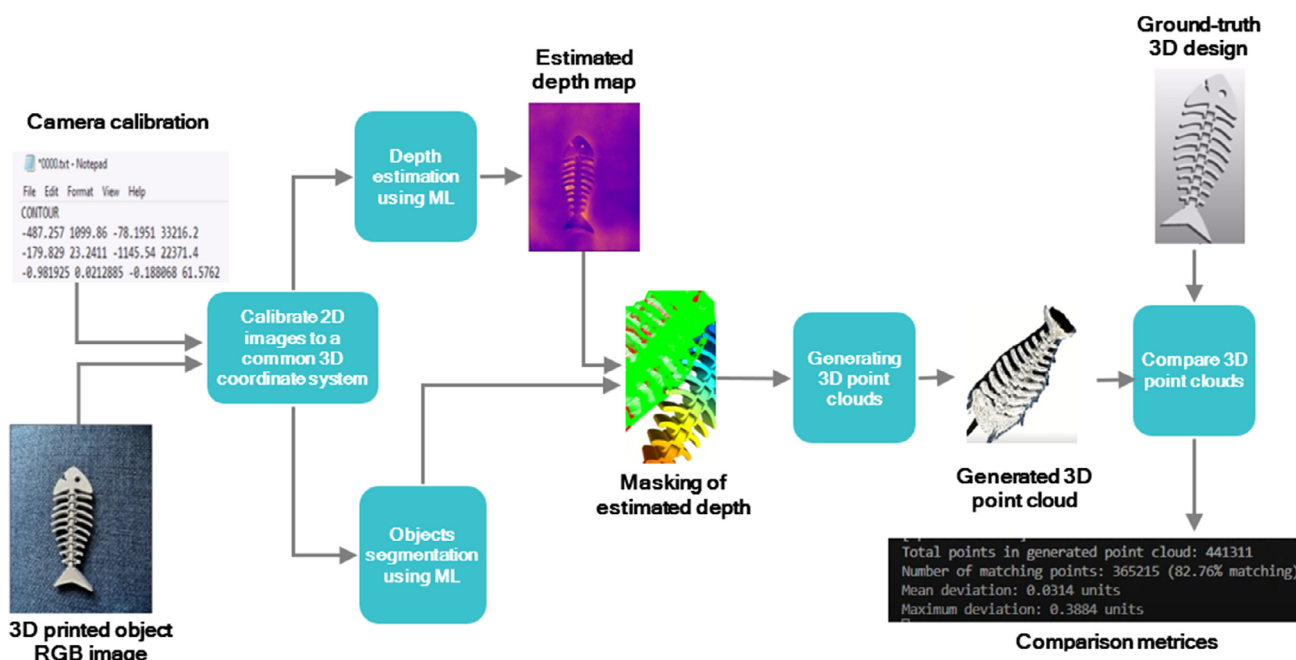 Camera calibration
*0000.txt - Notepad
File Edit Format View Help
CONTOUR
-487.257 1099.86 -78.1951 33216.2
-179.829 23.2411 -1145.54 22371.4
-0.981925 0.0212885 -0.188068 61.5762
3D printed object
RGB image
Calibrate 2D
images to a
common 3D
coordinate system
Depth
estimation
using ML
Estimated
depth map
Objects
segmentation
using ML
Masking of
estimated depth
Generating
3D point
clouds
Generated 3D
point cloud
Ground-truth
3D design
Compare 3D
point clouds
Total points in generated point cloud: 441311
Number of matching points: 365215 (82.76% matching)
Mean deviation: 0.0314 units
Maximum deviation: 0.3884 units
Comparison metrices